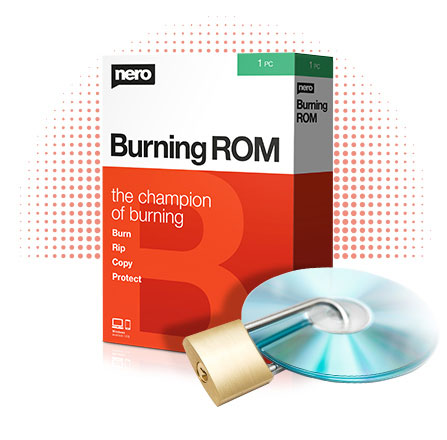 nero
1 PC
Burning ROM
the champion
of burning
Burn
Rip
Copy
Protect
1 PC
nero
Burning
ROM